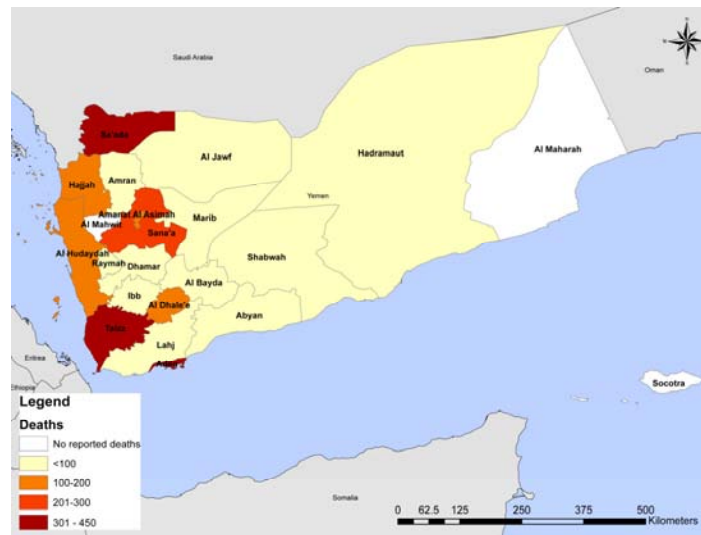 Saudi Arabia
Oman
Sa'ada
Al Jawf
Hadramaut
Al Maharah
Hajjah
Amran
Yemen
Amanat Al Asimah
Marib
Al Mahwit
Sana'a
Al Hudaydah
Raymah
Dhamar
Shabwah
Al Bayda
Ibb
Al Dhale'e
Abyan
Taizz
Lahj
Aden
Eritrea
Ethiopia
Socotra
Somalia
Legend
Deaths
No reported deaths
<100
100-200
201-300
301 - 450
0 62.5 125 250 375 500
Kilometers